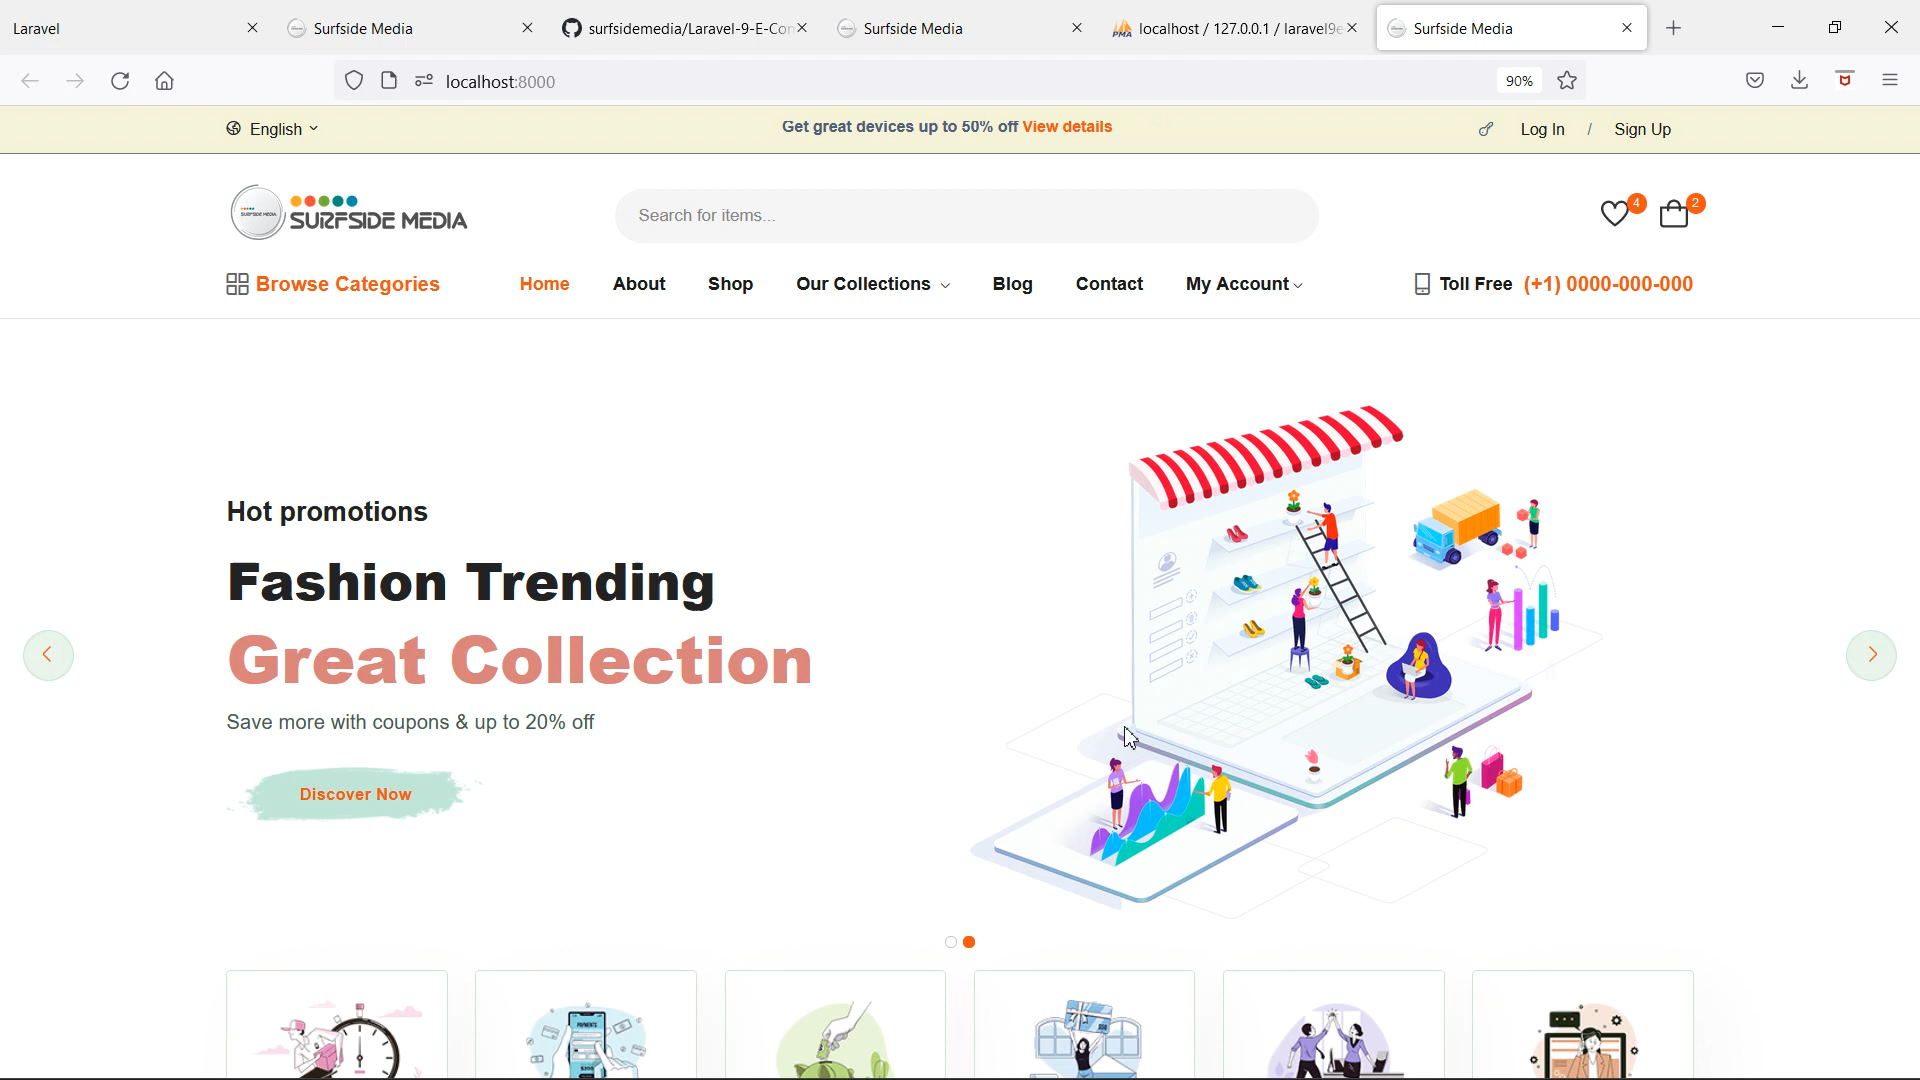 Laravel
Surfside Media
surfsidemedia/Laravel-9-E-Con
Surfside Media
localhost / 127.0.0.1 / laravel9e
Surfside Media
localhost:8000
90%
English
Get great devices up to 50% off View details
Log In / Sign Up
SURFSIDE MEDIA
Search for items...
4
2
Browse Categories
Home
About
Shop
Our Collections
Blog
Contact
My Account
Toll Free (+1) 0000-000-000
Hot promotions
Fashion Trending
Great Collection
Save more with coupons & up to 20% off
Discover Now